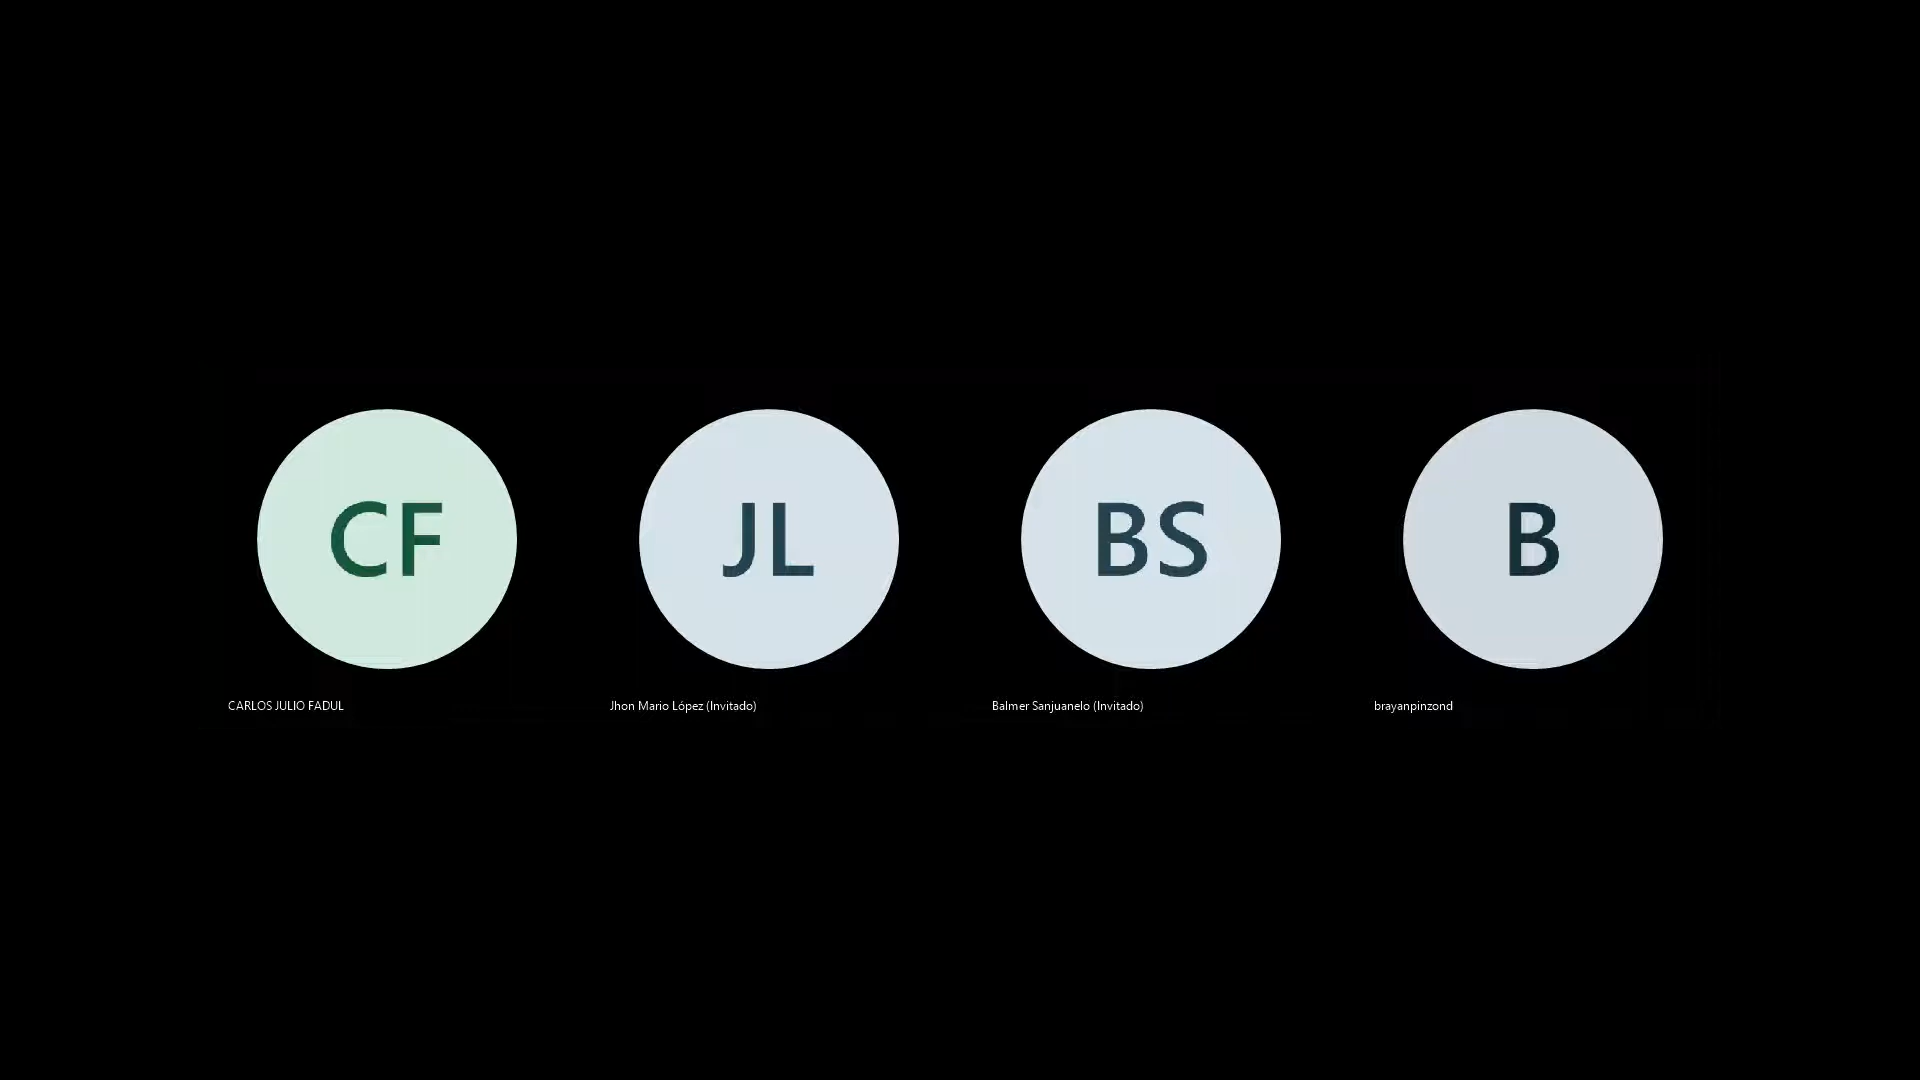 CF
JL
BS
B
CARLOS JULIO FADUL
Jhon Mario López (Invitado)
Balmer Sanjuanelo (Invitado)
brayanpinzond